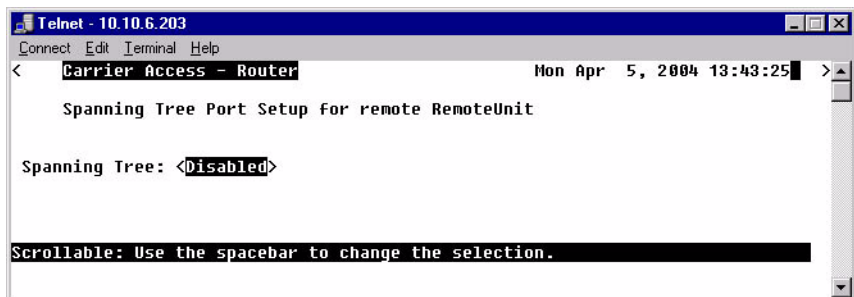 Telnet - 10.10.6.203
Connect Edit Terminal Help
< Carrier Access - Router Mon Apr 5, 2004 13:43:25 >
Spanning Tree Port Setup for remote RemoteUnit
Spanning Tree: <Disabled>
Scrollable: Use the spacebar to change the selection.